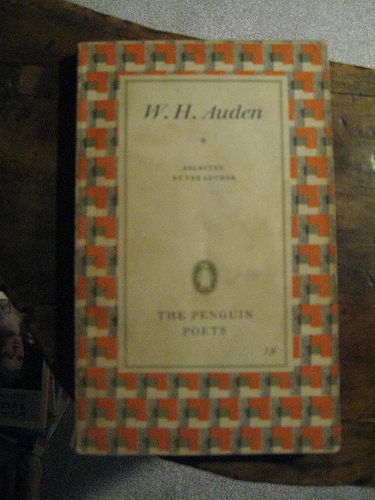 W. H. Auden
SELECTED
BY THE AUTHOR
THE PENGUIN
POETS